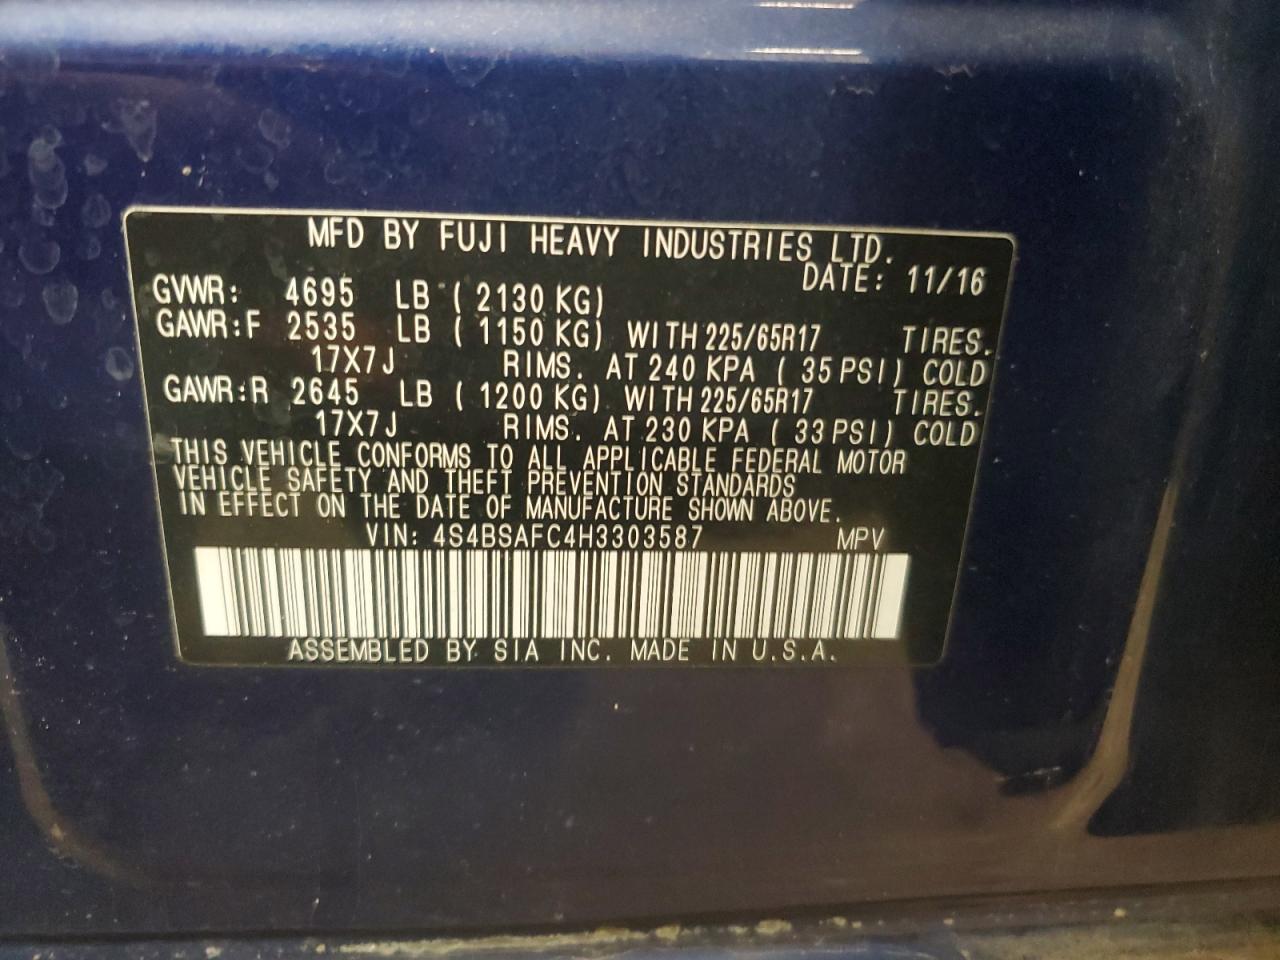 MFD BY FUJI HEAVY INDUSTRIES LTD.
DATE: 11/16
GVWR: 4695 LB (2130 KG)
GAWR:F 2535 LB (1150 KG) WITH 225/65R17 TIRES.
17X7J RIMS. AT 240 KPA (35 PSI) COLD
GAWR:R 2645 LB (1200 KG) WITH 225/65R17 TIRES.
17X7J RIMS. AT 230 KPA (33 PSI) COLD
THIS VEHICLE CONFORMS TO ALL APPLICABLE FEDERAL MOTOR
VEHICLE SAFETY AND THEFT PREVENTION STANDARDS
IN EFFECT ON THE DATE OF MANUFACTURE SHOWN ABOVE.
VIN: 4S4BSAFC4H3303587 MPV
ASSEMBLED BY SIA INC. MADE IN U.S.A.